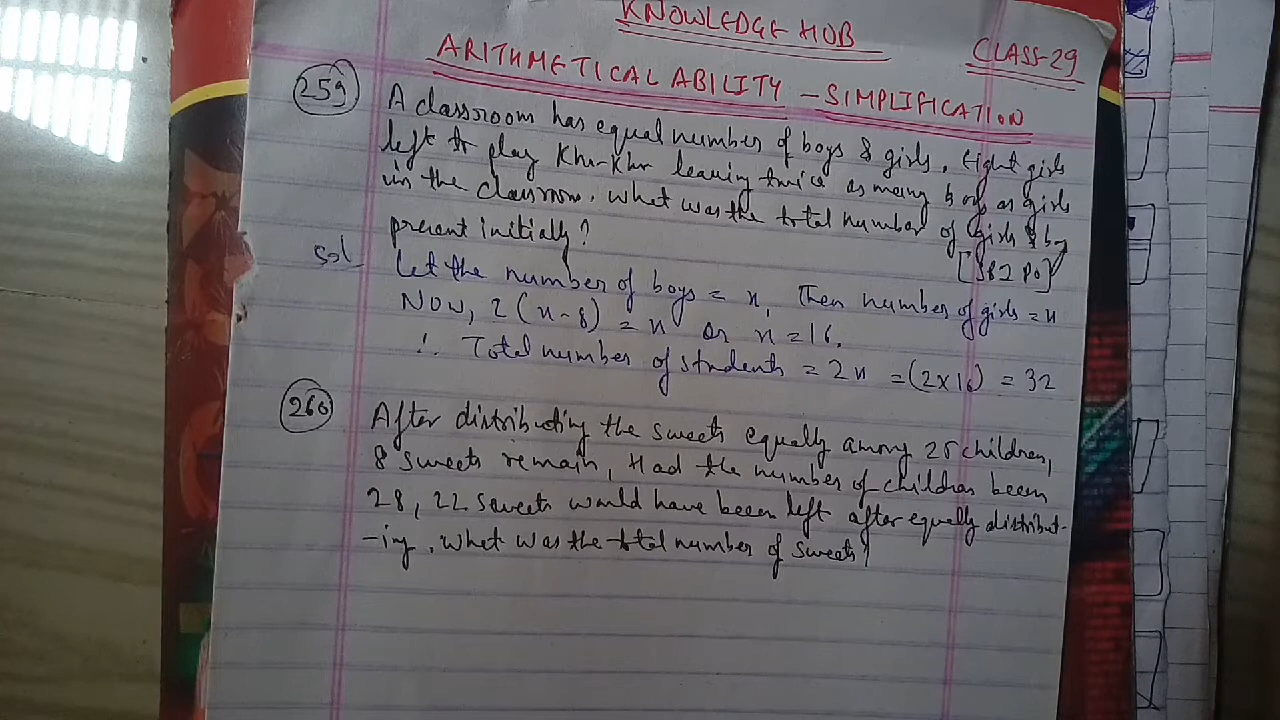 KNOWLEDGE HUB
CLASS-29
ARITHMETICAL ABILITY - SIMPLIFICATION
259 A classroom has equal number of boys & girls. Eight girls
left to play Kho-Kho leaving twice as many boys as girls
in the classroom. What was the total number of girls & boy
present initially? [SBI PO]
Sol Let the number of boys = x, Then number of girls = x
Now, 2(x-8) = x or x = 16.
∴ Total number of students = 2x = (2×16) = 32
260 After distributing the sweets equally among 25 children,
8 sweets remain, Had the number of children been
28, 22 sweets would have been left after equally distribut-
-ing. What was the total number of sweets?